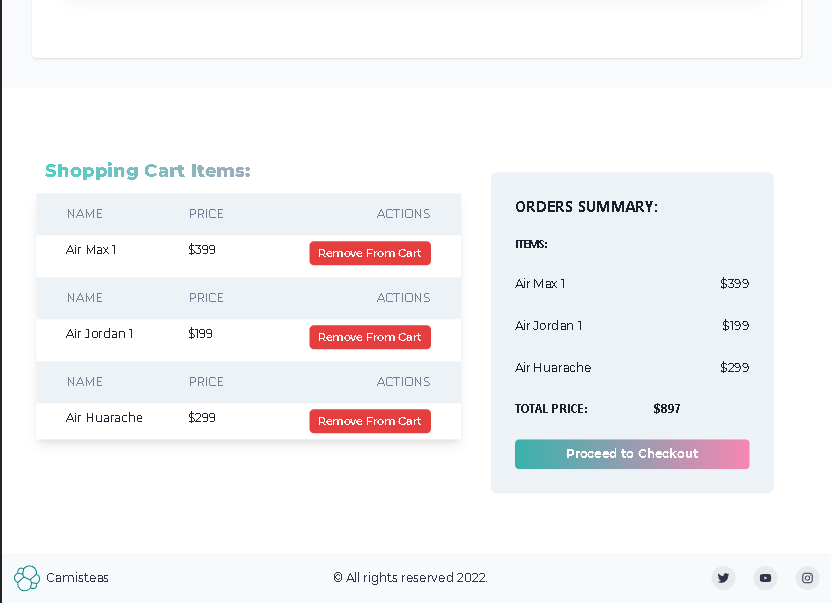 Shopping Cart Items:
NAME PRICE ACTIONS
Air Max 1 $399 Remove From Cart
NAME PRICE ACTIONS
Air Jordan 1 $199 Remove From Cart
NAME PRICE ACTIONS
Air Huarache $299 Remove From Cart
ORDERS SUMMARY:
ITEMS:
Air Max 1 $399
Air Jordan 1 $199
Air Huarache $299
TOTAL PRICE: $897
Proceed to Checkout
Camisteas © All rights reserved 2022.